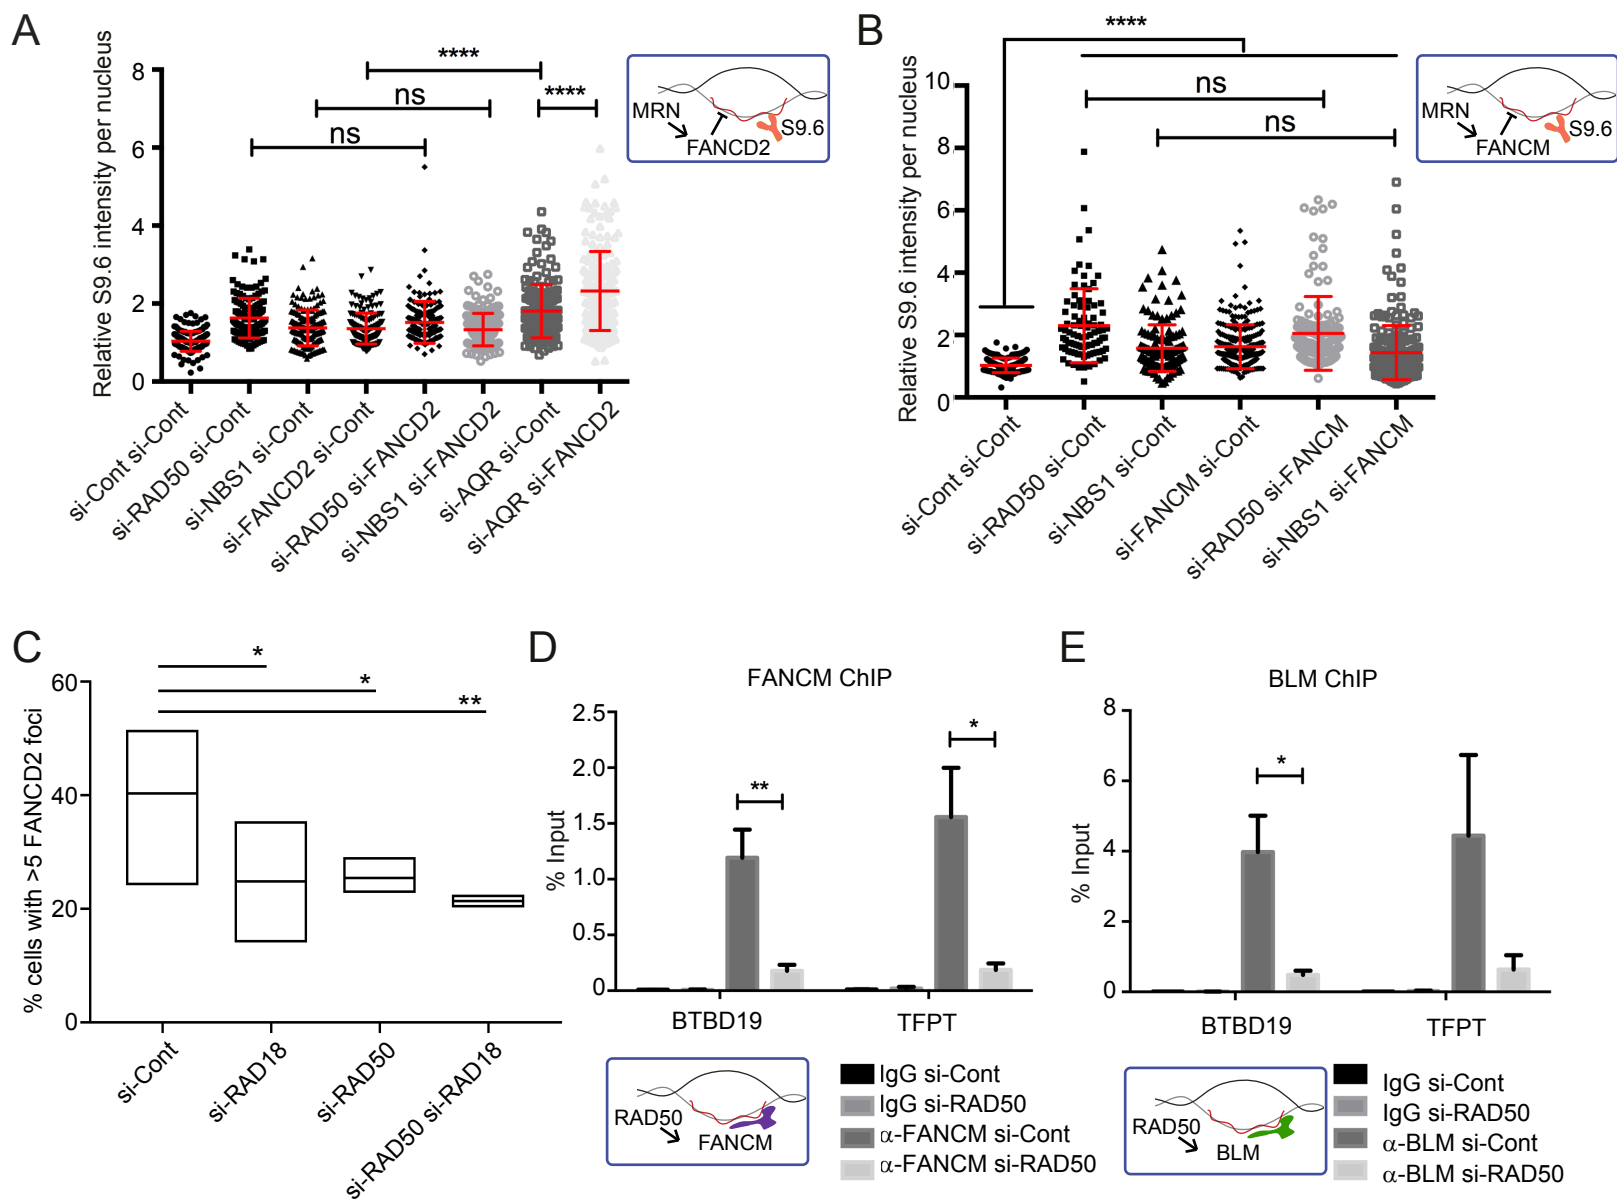 A
Relative S9.6 intensity per nucleus
8
6
4
2
0
****
ns
****
ns
MRN
FANCD2
S9.6
si-Cont si-Cont
si-RAD50 si-Cont
si-NBS1 si-Cont
si-FANCD2 si-Cont
si-RAD50 si-FANCD2
si-NBS1 si-FANCD2
si-AQR si-Cont
si-AQR si-FANCD2
B
Relative S9.6 intensity per nucleus
10
8
6
4
2
0
****
ns
ns
MRN
FANCM
S9.6
si-Cont si-Cont
si-RAD50 si-Cont
si-NBS1 si-Cont
si-FANCM si-Cont
si-RAD50 si-FANCM
si-NBS1 si-FANCM
C
% cells with >5 FANCD2 foci
60
40
20
0
*
*
**
si-Cont
si-RAD18
si-RAD50
si-RAD50 si-RAD18
D
FANCM ChIP
% Input
2.5
2.0
1.5
1.0
0.5
0
**
*
BTBD19
TFPT
RAD50
FANCM
IgG si-Cont
IgG si-RAD50
α-FANCM si-Cont
α-FANCM si-RAD50
E
BLM ChIP
% Input
8
6
4
2
0
*
BTBD19
TFPT
RAD50
BLM
IgG si-Cont
IgG si-RAD50
α-BLM si-Cont
α-BLM si-RAD50